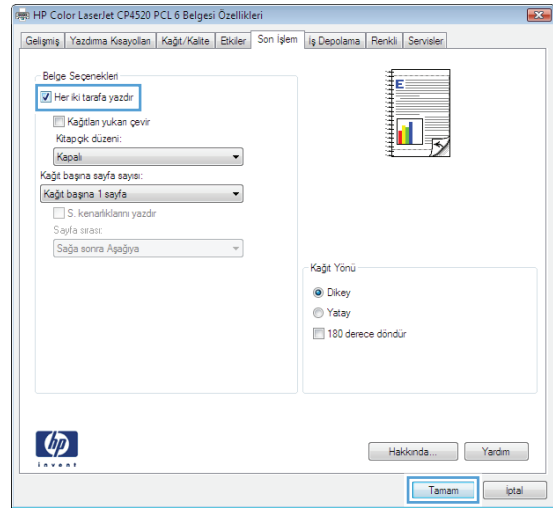 HP Color LaserJet CP4520 PCL 6 Belgesi Özellikleri
Gelişmiş Yazdırma Kısayolları Kağıt/Kalite Etkiler Son İşlem İş Depolama Renkli Servisler
Belge Seçenekleri
Her iki tarafa yazdır
Kağıtları yukarı çevir
Kitapçık düzeni:
Kapalı
Kağıt başına sayfa sayısı:
Kağıt başına 1 sayfa
S. kenarlıklarını yazdır
Sayfa sırası:
Sağa sonra Aşağıya
E
Kağıt Yönü
Dikey
Yatay
180 derece döndür
hp
invent
Hakkında... Yardım
Tamam İptal